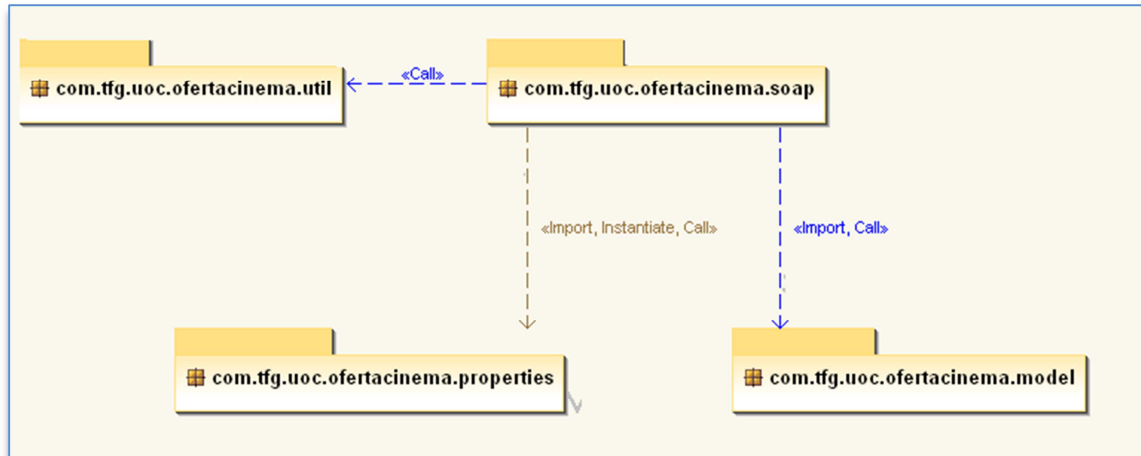 «Call»
com.tfg.uoc.ofertacinema.util
com.tfg.uoc.ofertacinema.soap
«Import, Instantiate, Call»
«Import, Call»
com.tfg.uoc.ofertacinema.properties
com.tfg.uoc.ofertacinema.model